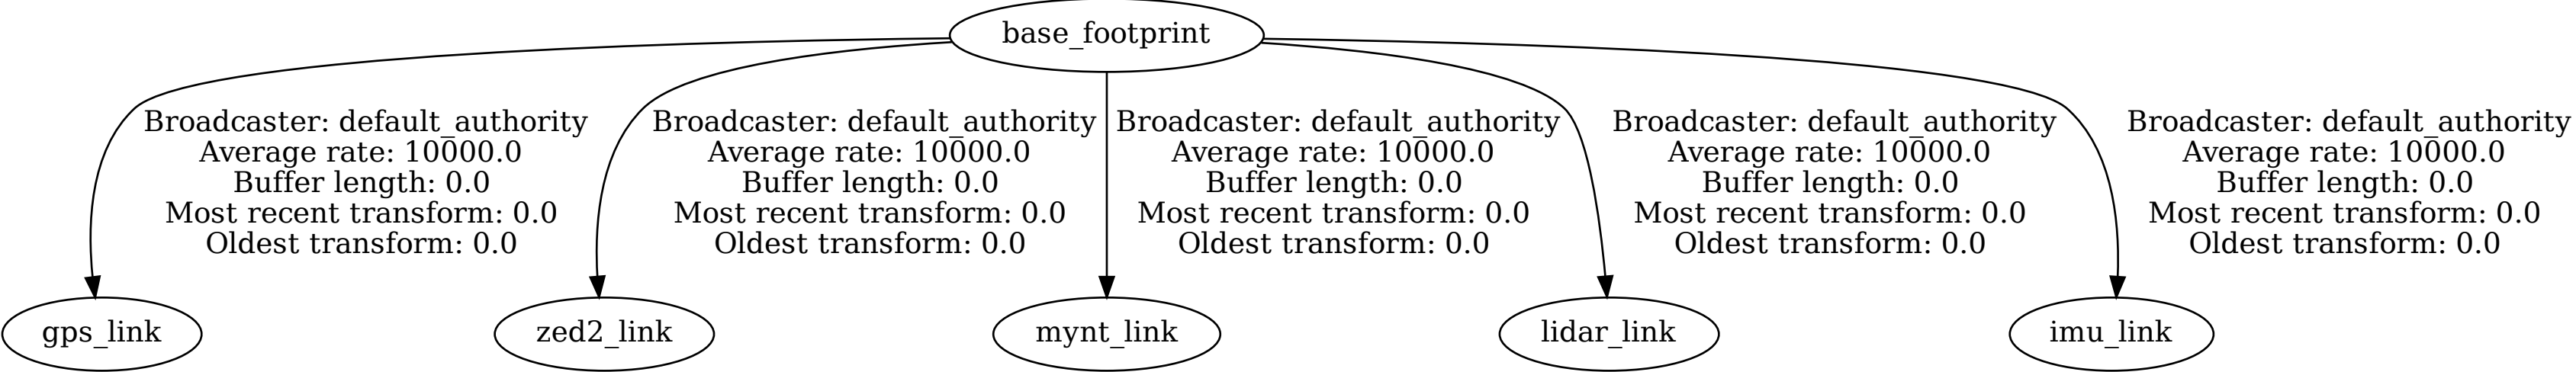 base_footprint
Broadcaster: default_authority
Average rate: 10000.0
Buffer length: 0.0
Most recent transform: 0.0
Oldest transform: 0.0
Broadcaster: default_authority
Average rate: 10000.0
Buffer length: 0.0
Most recent transform: 0.0
Oldest transform: 0.0
Broadcaster: default_authority
Average rate: 10000.0
Buffer length: 0.0
Most recent transform: 0.0
Oldest transform: 0.0
Broadcaster: default_authority
Average rate: 10000.0
Buffer length: 0.0
Most recent transform: 0.0
Oldest transform: 0.0
Broadcaster: default_authority
Average rate: 10000.0
Buffer length: 0.0
Most recent transform: 0.0
Oldest transform: 0.0
gps_link
zed2_link
mynt_link
lidar_link
imu_link